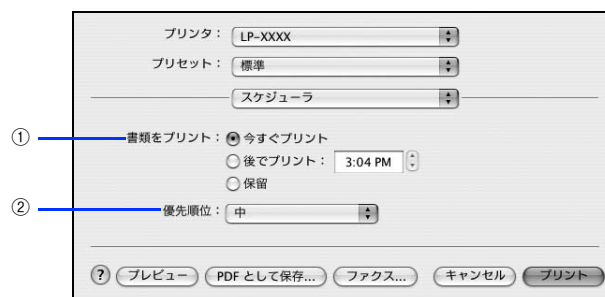 プリンタ： LP-XXXX
プリセット： 標準
スケジューラ
① 書類をプリント： 今すぐプリント
後でプリント： 3:04 PM
保留
② 優先順位： 中
? プレビュー PDF として保存... ファクス... キャンセル プリント